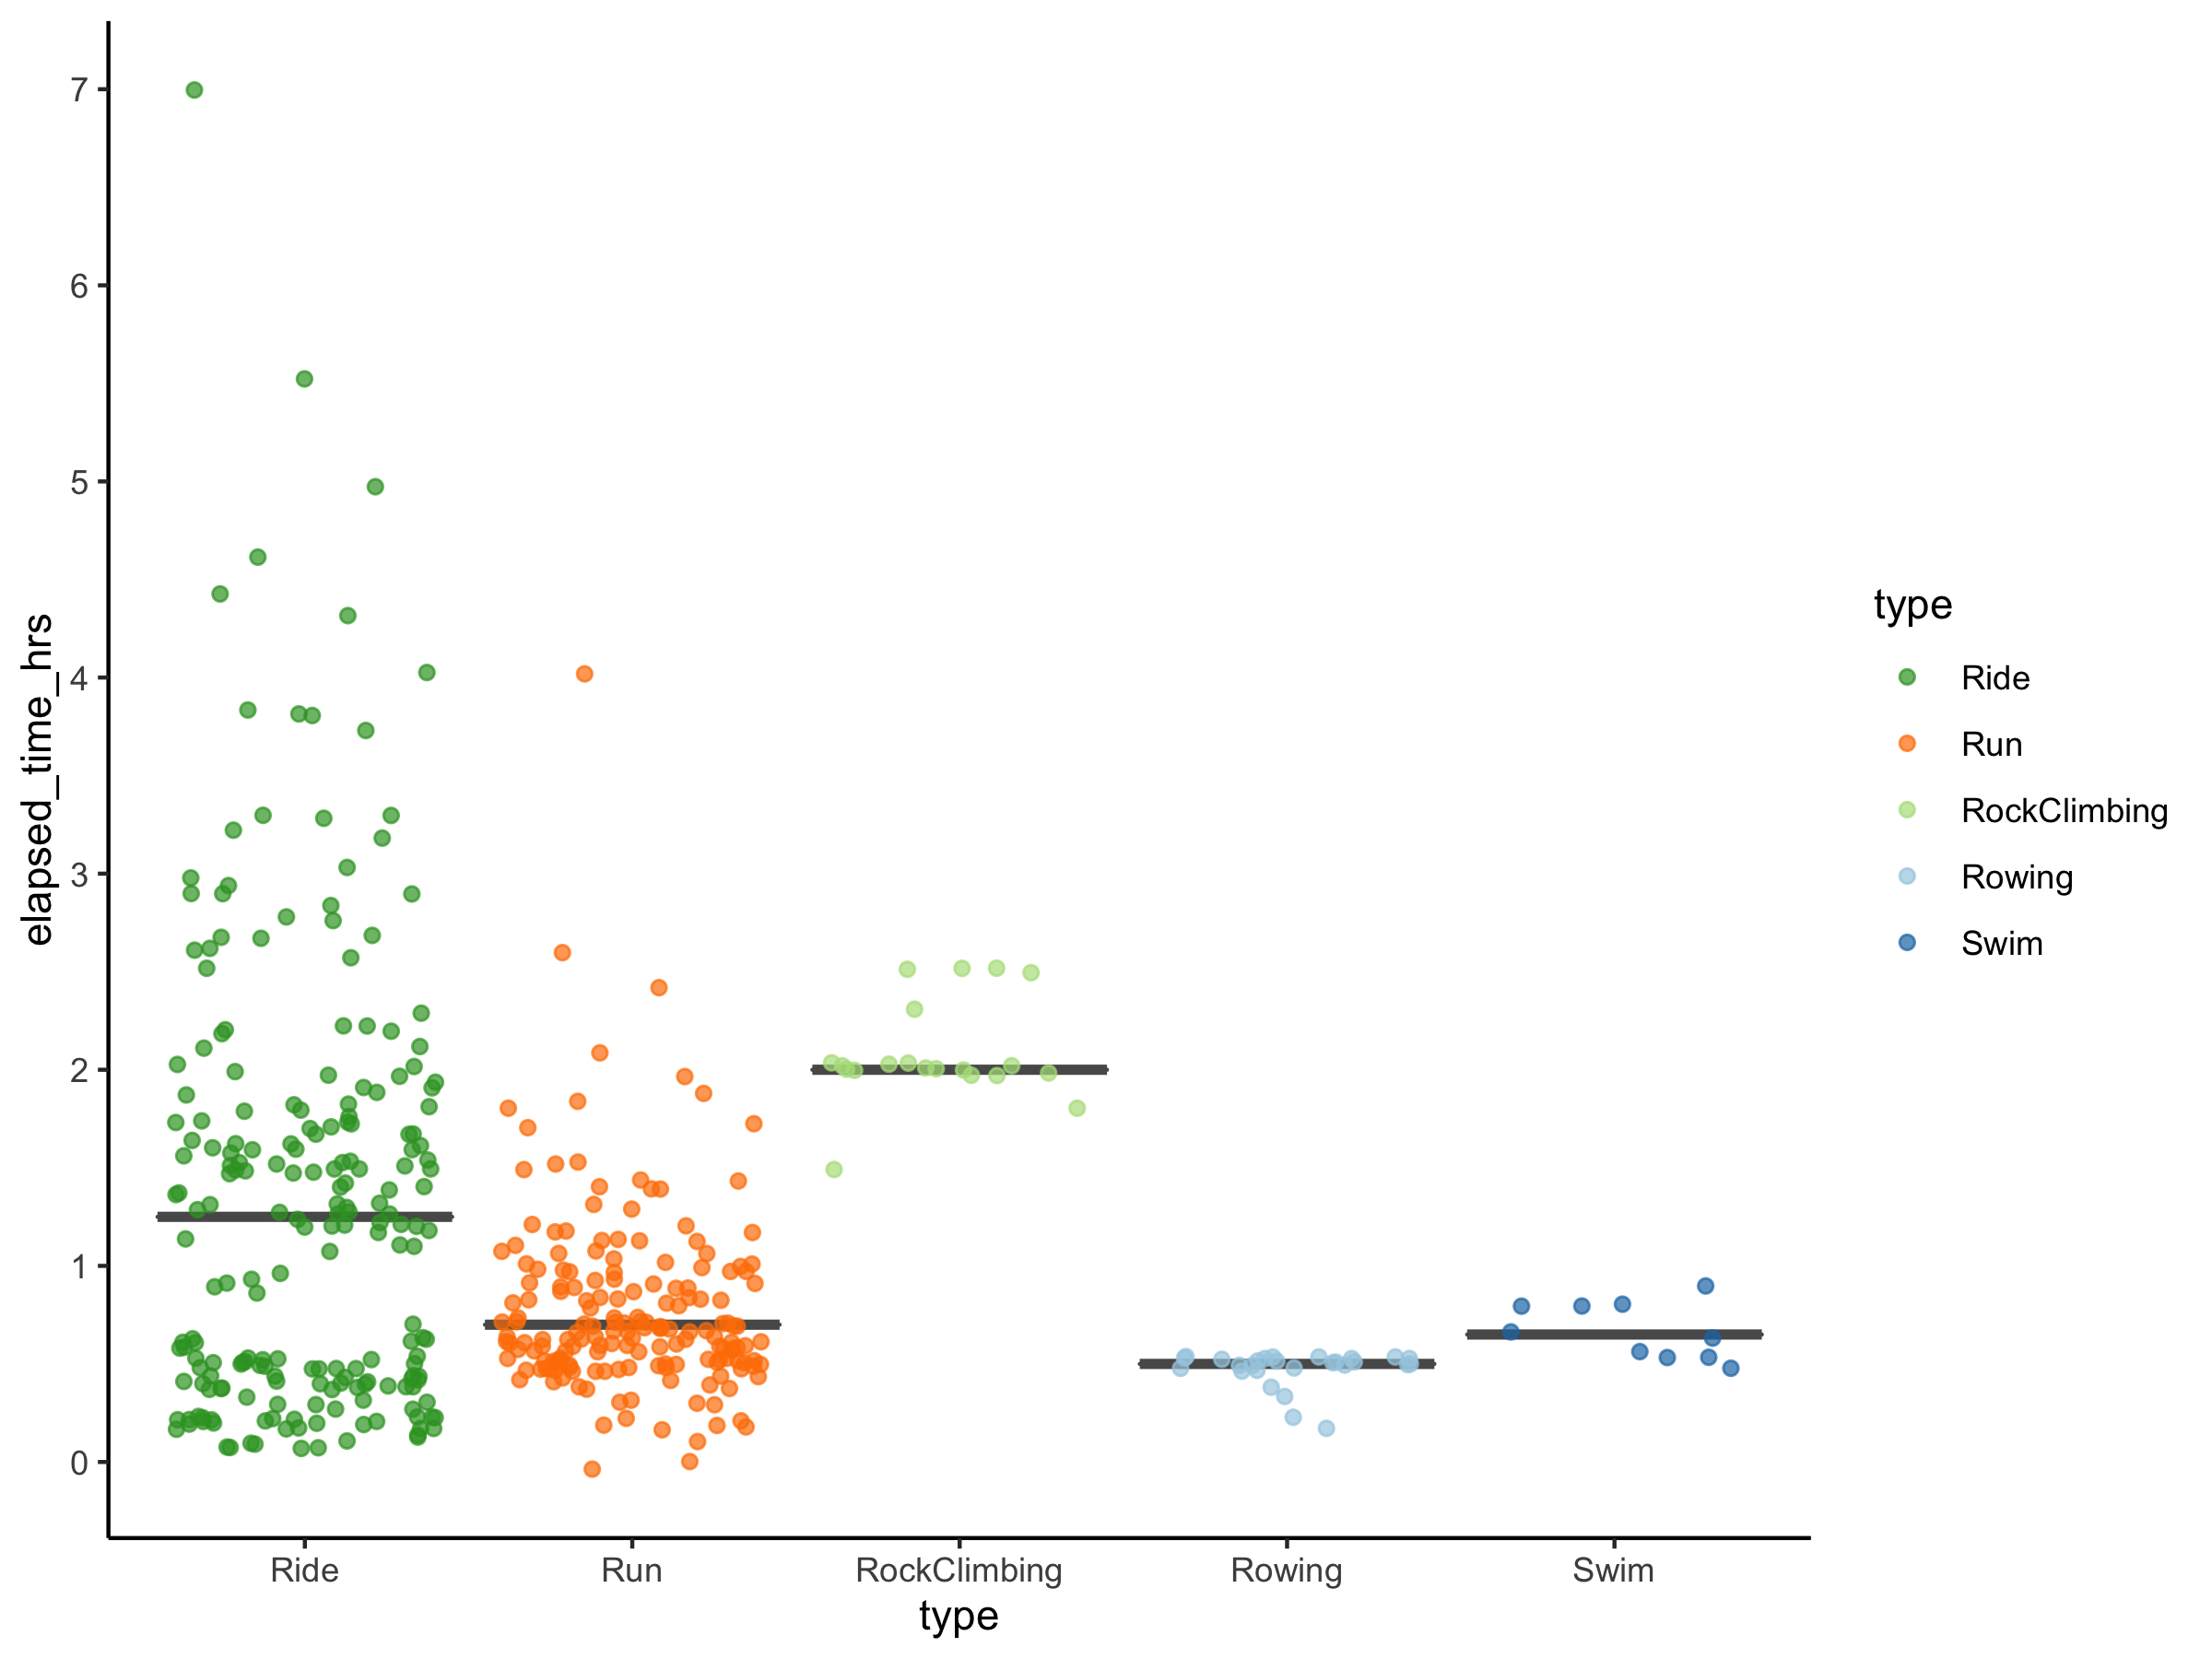 elapsed_time_hrs
7
6
5
4
3
2
1
0
Ride
Run
RockClimbing
Rowing
Swim
type
type
Ride
Run
RockClimbing
Rowing
Swim